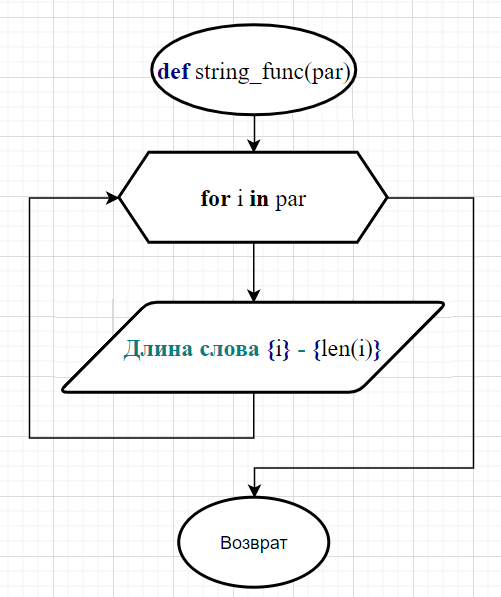 def string_func(par)
for i in par
Длина слова {i} - {len(i)}
Возврат